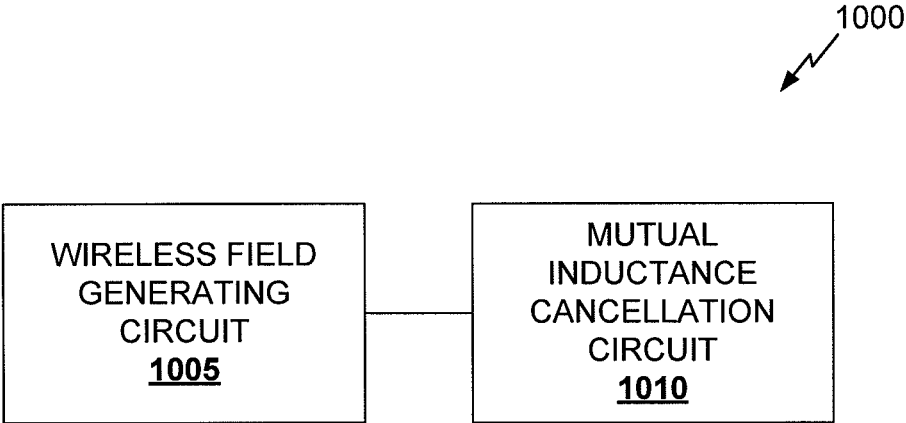 1000
WIRELESS FIELD
GENERATING
CIRCUIT
1005
MUTUAL
INDUCTANCE
CANCELLATION
CIRCUIT
1010